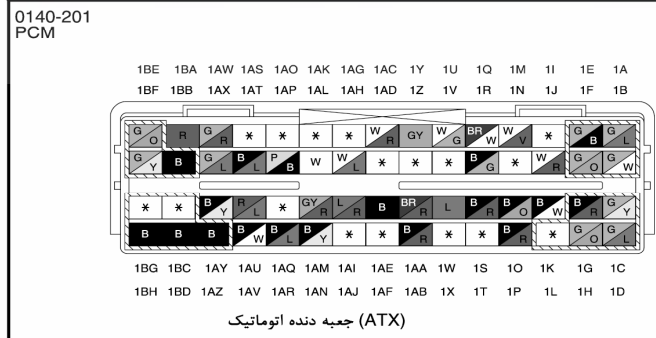 0140-201
PCM
1BE 1BA 1AW 1AS 1AO 1AK 1AG 1AC 1Y 1U 1Q 1M 1I 1E 1A
1BF 1BB 1AX 1AT 1AP 1AL 1AH 1AD 1Z 1V 1R 1N 1J 1F 1B
G O R G R * * * * W R GY W G BR W W V * G B G L
G Y B G L B L P B W W L * * * B G * W R G O G W
* * B Y R L * GY R L R B BR R L B R B O B W B R G Y
B B B B W B L B Y * * B R * * B R * G O G L
1BG 1BC 1AY 1AU 1AQ 1AM 1AI 1AE 1AA 1W 1S 1O 1K 1G 1C
1BH 1BD 1AZ 1AV 1AR 1AN 1AJ 1AF 1AB 1X 1T 1P 1L 1H 1D
جعبه دنده اتوماتیک (ATX)